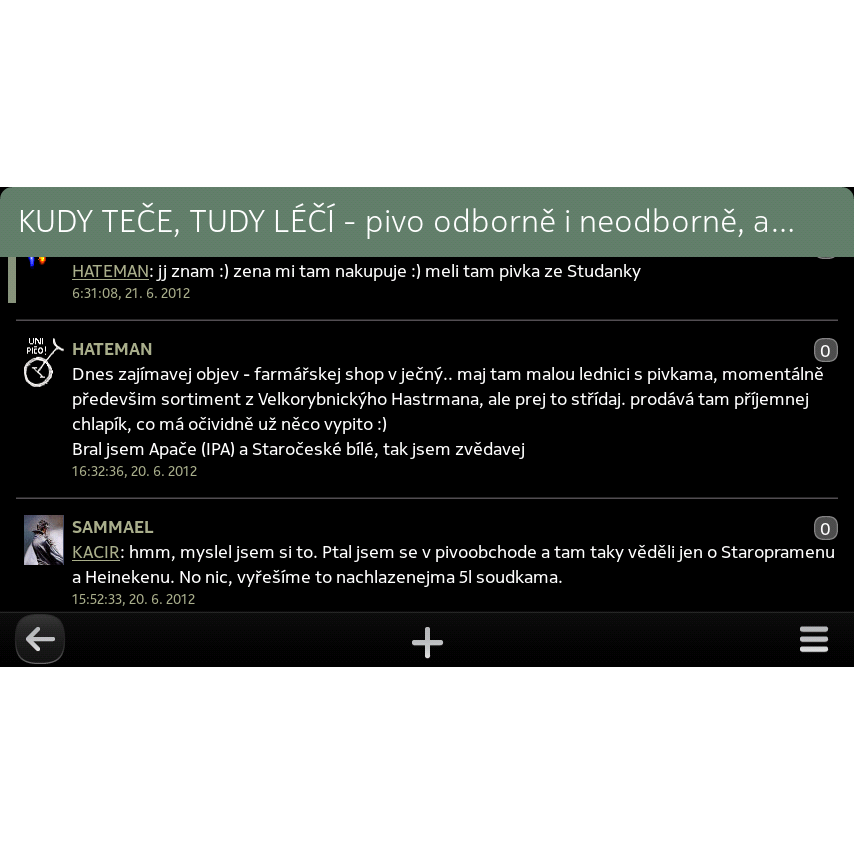 KUDY TEČE, TUDY LÉČÍ - pivo odborně i neodborně, a...
HATEMAN: jj znam :) zena mi tam nakupuje :) meli tam pivka ze Studanky
6:31:08, 21. 6. 2012
UNI
PIČO!
HATEMAN
0
Dnes zajímavej objev - farmářskej shop v ječný.. maj tam malou lednici s pivkama, momentálně
především sortiment z Velkorybnickýho Hastrmana, ale prej to střídaj. prodává tam příjemnej
chlapík, co má očividně už něco vypito :)
Bral jsem Apače (IPA) a Staročeské bílé, tak jsem zvědavej
16:32:36, 20. 6. 2012
SAMMAEL
0
KACIR: hmm, myslel jsem si to. Ptal jsem se v pivoobchode a tam taky věděli jen o Staropramenu
a Heinekenu. No nic, vyřešíme to nachlazenejma 5l soudkama.
15:52:33, 20. 6. 2012